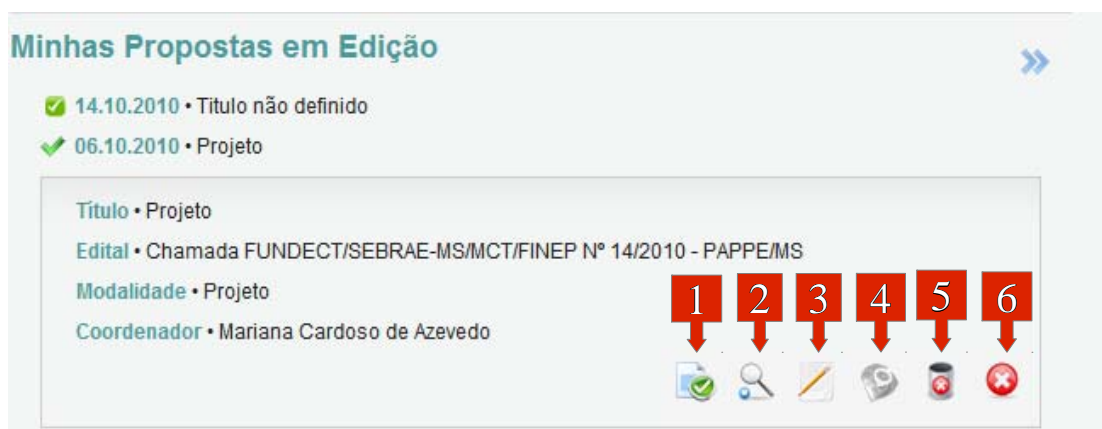 Minhas Propostas em Edição
14.10.2010 • Titulo não definido
06.10.2010 • Projeto
Título • Projeto
Edital • Chamada FUNDECT/SEBRAE-MS/MCT/FINEP Nº 14/2010 - PAPPE/MS
Modalidade • Projeto
Coordenador • Mariana Cardoso de Azevedo
1 2 3 4 5 6